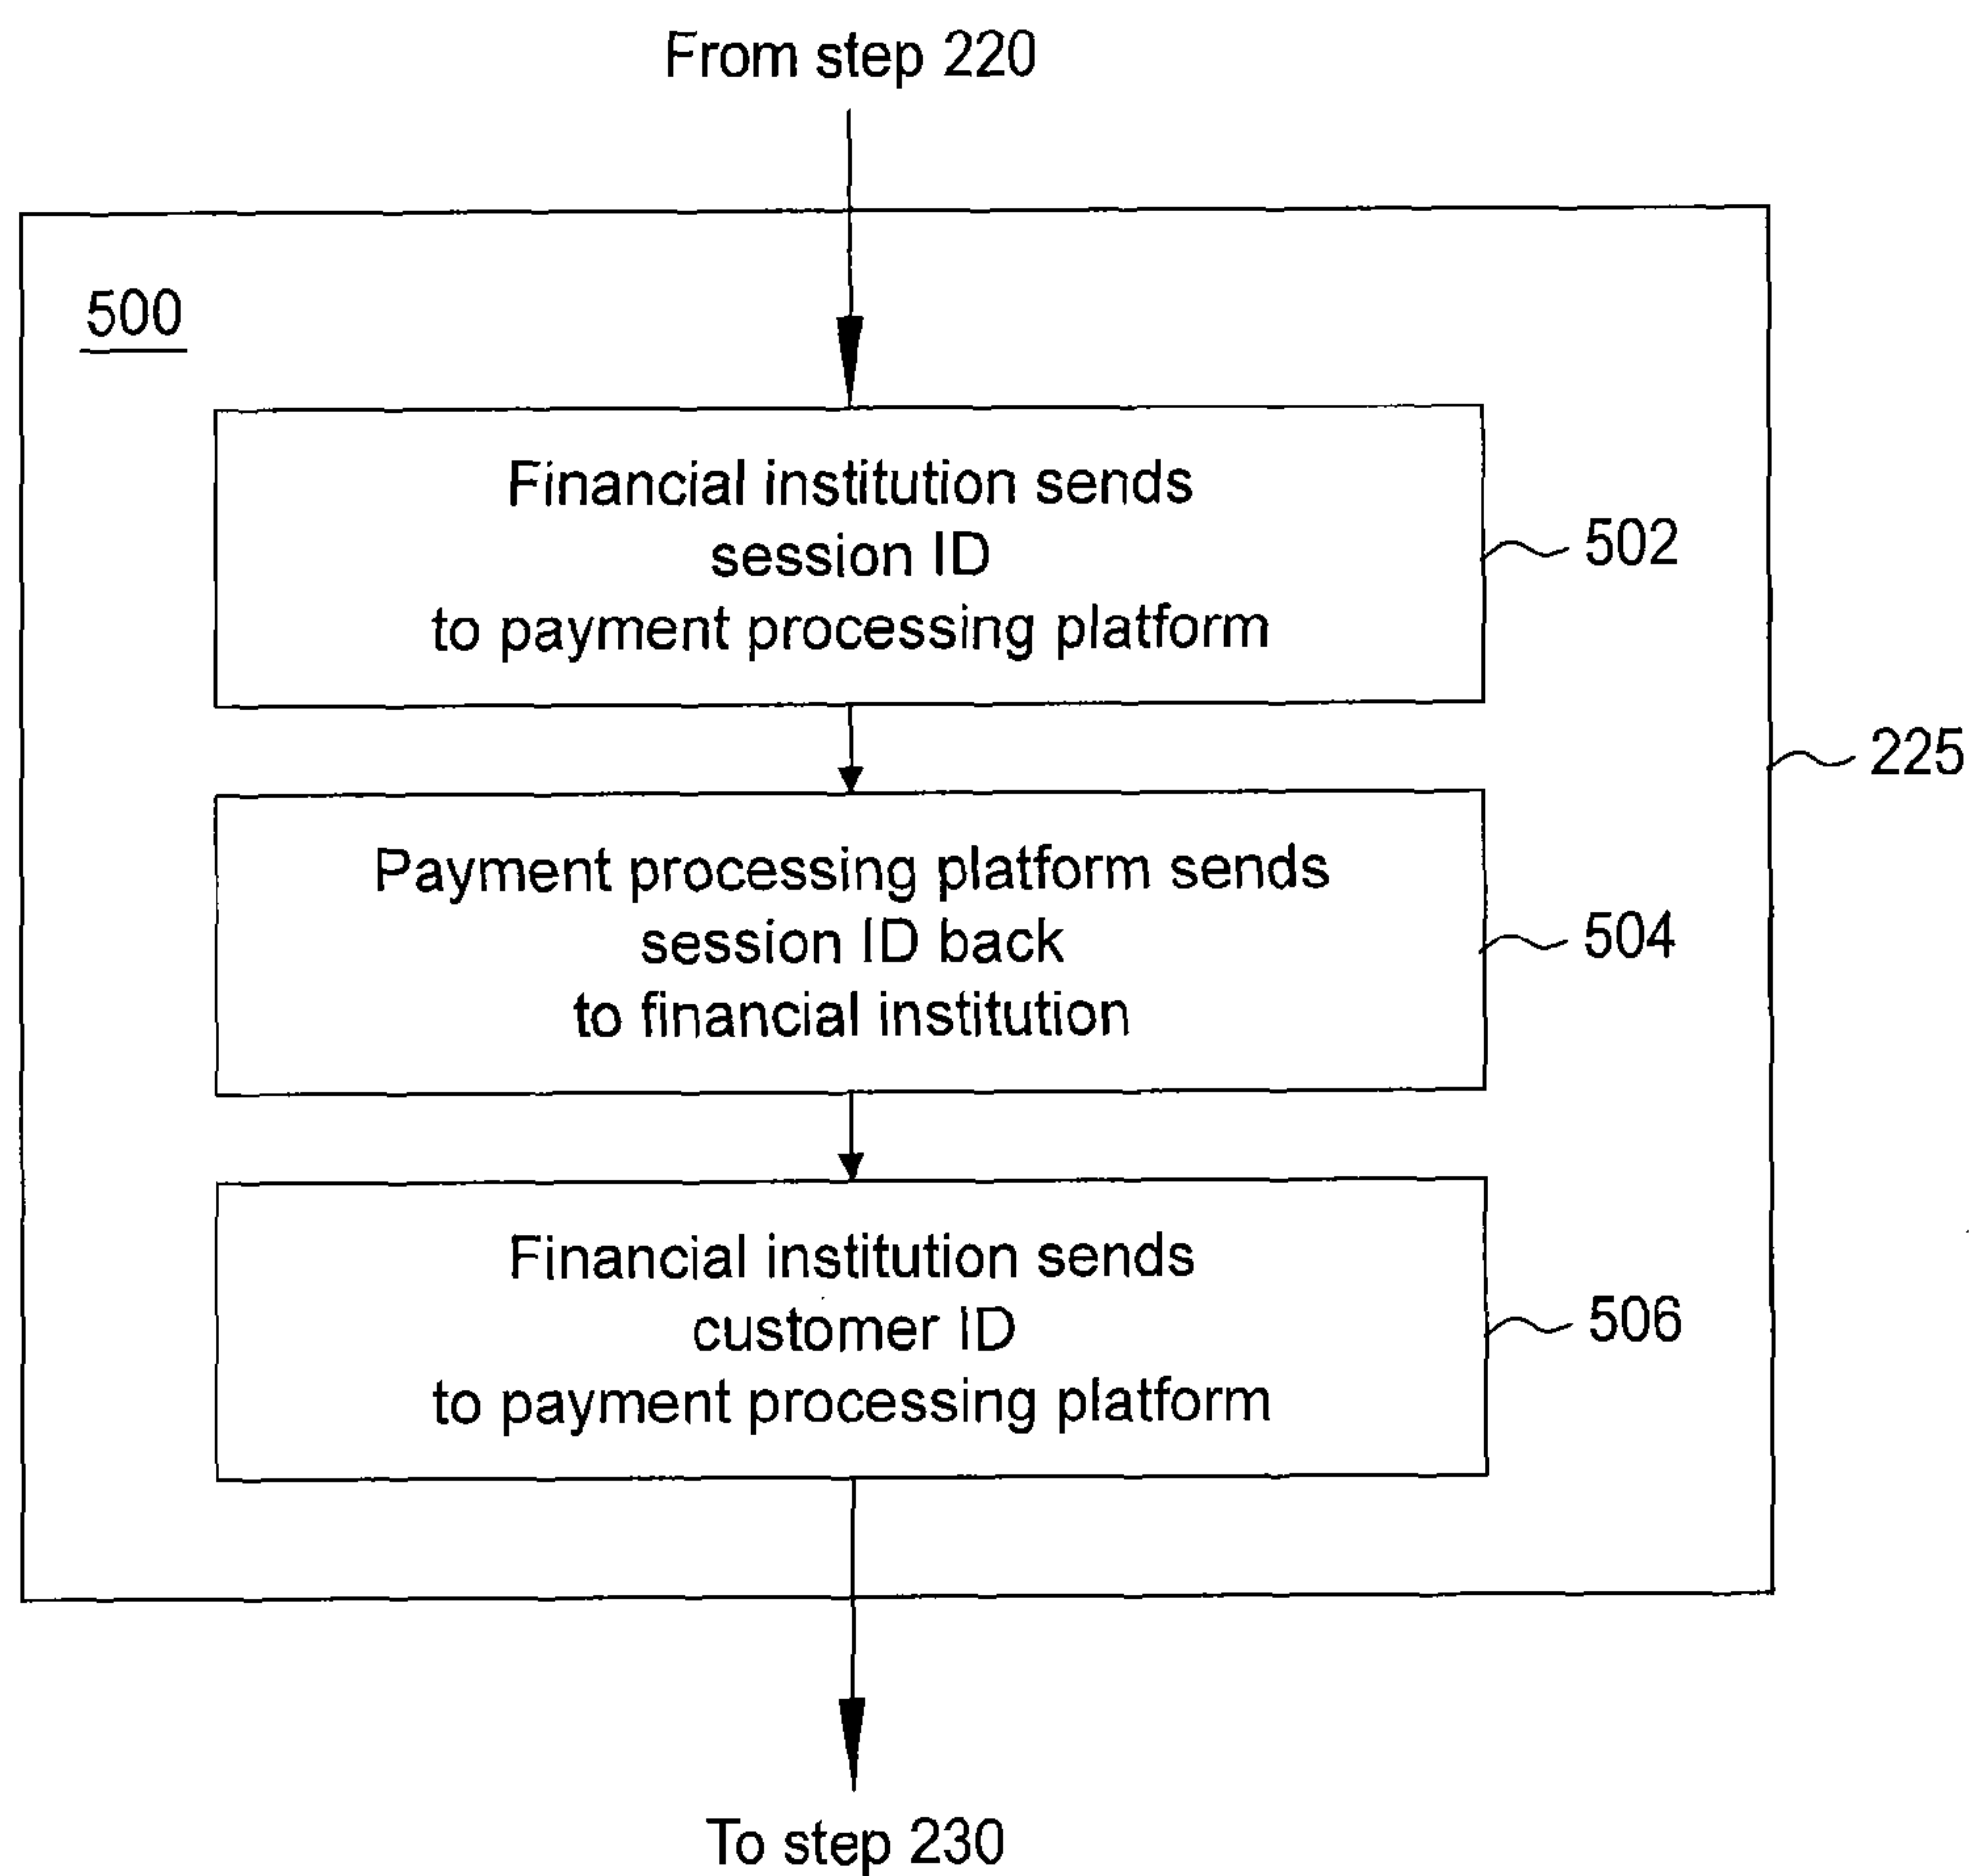 From step 220
500
Financial institution sends
session ID
to payment processing platform
502
225
Payment processing platform sends
session ID back
to financial institution
504
Financial institution sends
customer ID
to payment processing platform
506
To step 230